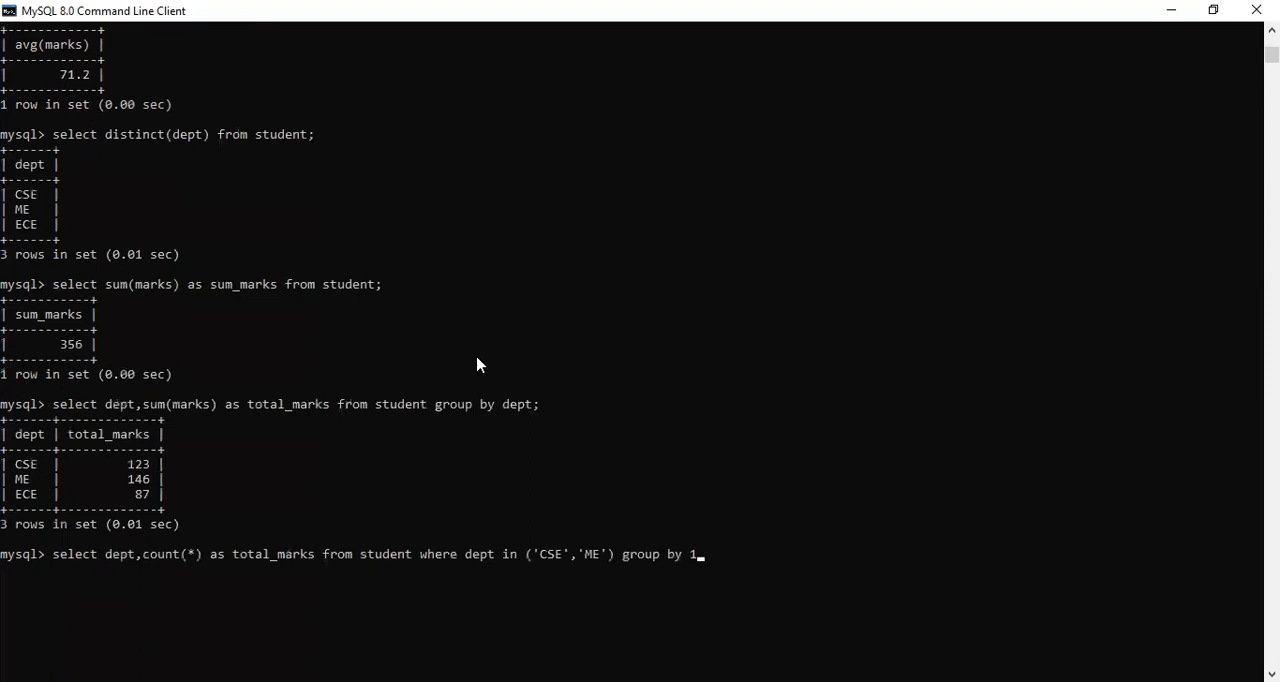 MySQL 8.0 Command Line Client
+------------+
| avg(marks) |
+------------+
|       71.2 |
+------------+
1 row in set (0.00 sec)
mysql> select distinct(dept) from student;
+------+
| dept |
+------+
| CSE  |
| ME   |
| ECE  |
+------+
3 rows in set (0.01 sec)
mysql> select sum(marks) as sum_marks from student;
+-----------+
| sum_marks |
+-----------+
|       356 |
+-----------+
1 row in set (0.00 sec)
mysql> select dept,sum(marks) as total_marks from student group by dept;
+------+-------------+
| dept | total_marks |
+------+-------------+
| CSE  |         123 |
| ME   |         146 |
| ECE  |          87 |
+------+-------------+
3 rows in set (0.01 sec)
mysql> select dept,count(*) as total_marks from student where dept in ('CSE','ME') group by 1_